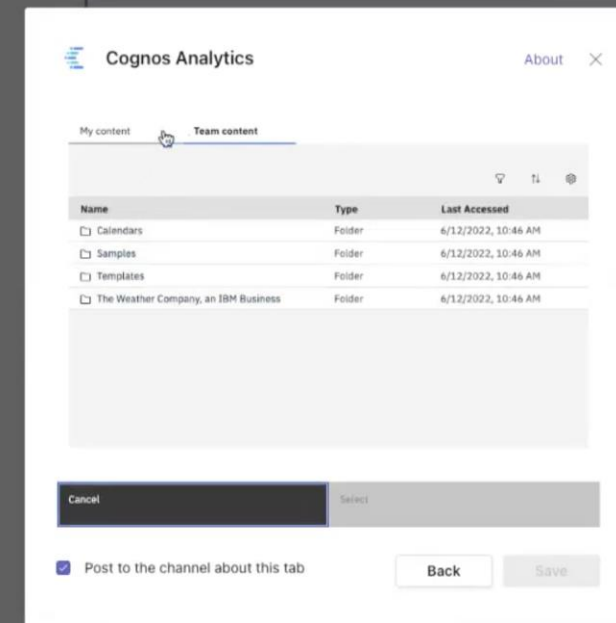 Cognos Analytics About
My content Team content
Name Type Last Accessed
Calendars Folder 6/12/2022, 10:46 AM
Samples Folder 6/12/2022, 10:46 AM
Templates Folder 6/12/2022, 10:46 AM
The Weather Company, an IBM Business Folder 6/12/2022, 10:46 AM
Cancel Select
Post to the channel about this tab Back Save